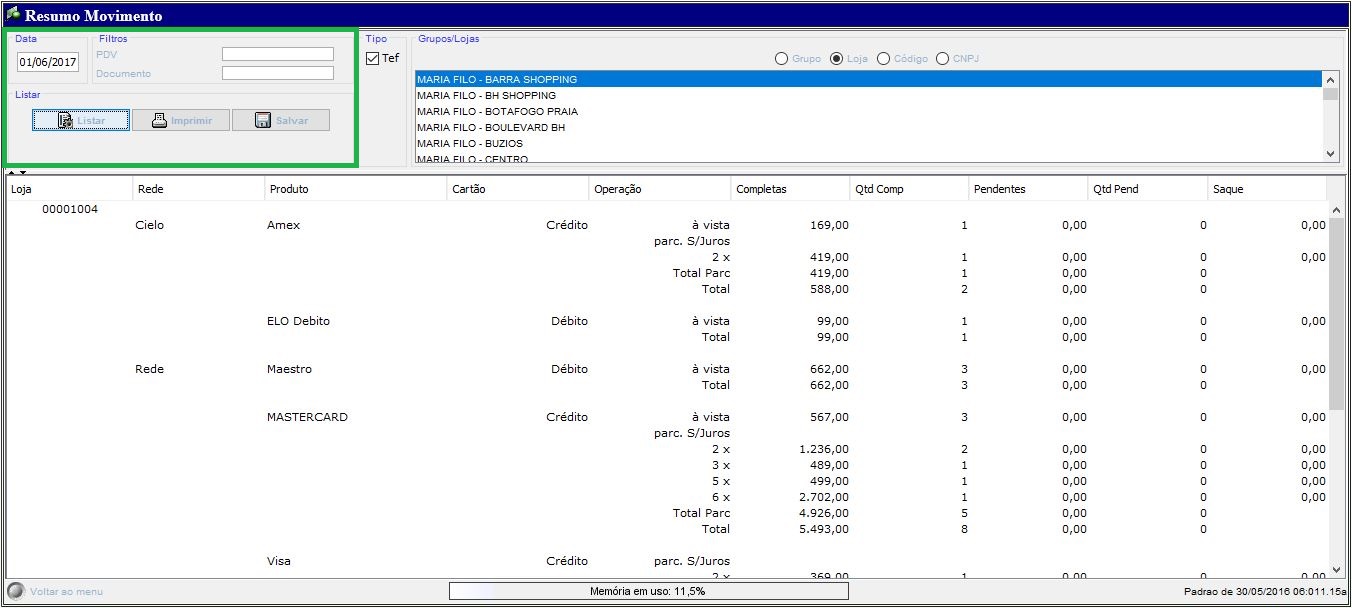 Resumo Movimento
Data
01/06/2017
Filtros
PDV
Documento
Listar
Listar Imprimir Salvar
Tipo
Tef
Grupos/Lojas
Grupo Loja Código CNPJ
MARIA FILO - BARRA SHOPPING
MARIA FILO - BH SHOPPING
MARIA FILO - BOTAFOGO PRAIA
MARIA FILO - BOULEVARD BH
MARIA FILO - BUZIOS
MARIA FILO - CENTRO
Loja Rede Produto Cartão Operação Completas Qtd Comp Pendentes Qtd Pend Saque
00001004
Cielo Amex Crédito à vista 169,00 1 0,00 0 0,00
parc. S/Juros
2 x 419,00 1 0,00 0 0,00
Total Parc 419,00 1 0,00 0
Total 588,00 2 0,00 0
ELO Debito Débito à vista 99,00 1 0,00 0 0,00
Total 99,00 1 0,00 0
Rede Maestro Débito à vista 662,00 3 0,00 0 0,00
Total 662,00 3 0,00 0
MASTERCARD Crédito à vista 567,00 3 0,00 0 0,00
parc. S/Juros
2 x 1.236,00 2 0,00 0 0,00
3 x 489,00 1 0,00 0 0,00
5 x 499,00 1 0,00 0 0,00
6 x 2.702,00 1 0,00 0 0,00
Total Parc 4.926,00 5 0,00 0
Total 5.493,00 8 0,00 0
Visa Crédito parc. S/Juros
2 x 369,00 1 0,00 0 0,00
Voltar ao menu
Memória em uso: 11,5%
Padrao de 30/05/2016 06:011.15a